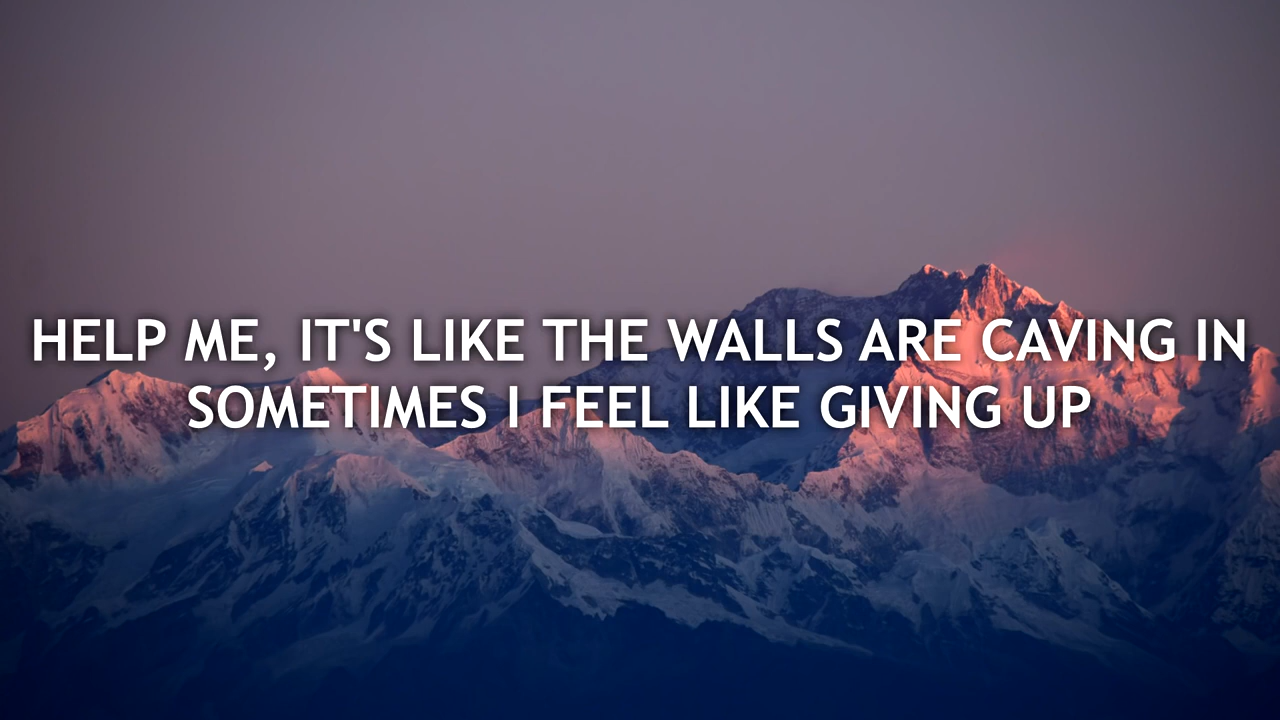 HELP ME, IT'S LIKE THE WALLS ARE CAVING IN
SOMETIMES I FEEL LIKE GIVING UP